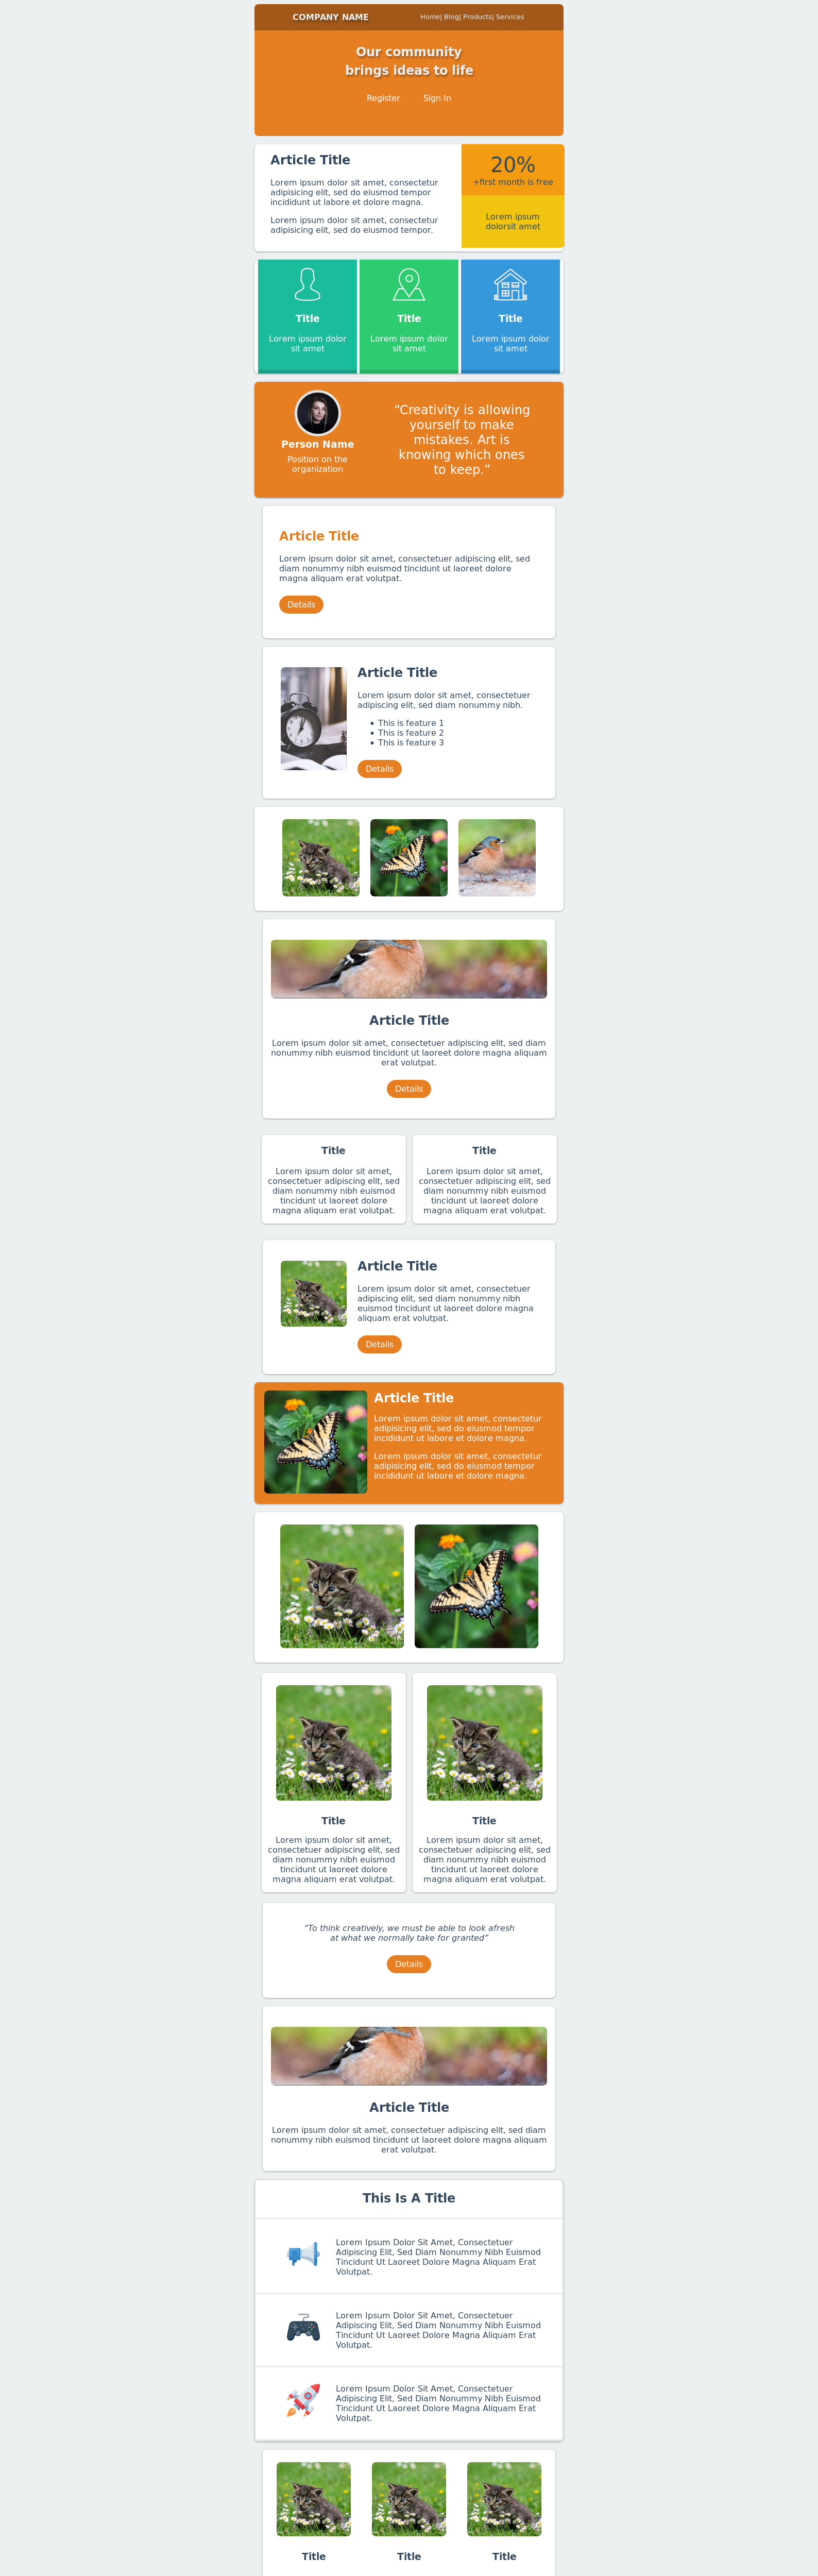 COMPANY NAME
Home| Blog| Products| Services
Our community
brings ideas to life
Register Sign In
Article Title
Lorem ipsum dolor sit amet, consectetur
adipisicing elit, sed do eiusmod tempor
incididunt ut labore et dolore magna.
Lorem ipsum dolor sit amet, consectetur
adipisicing elit, sed do eiusmod tempor.
20%
+first month is free
Lorem ipsum
dolorsit amet
Title
Lorem ipsum dolor
sit amet
Title
Lorem ipsum dolor
sit amet
Title
Lorem ipsum dolor
sit amet
Person Name
Position on the
organization
“Creativity is allowing
yourself to make
mistakes. Art is
knowing which ones
to keep.”
Article Title
Lorem ipsum dolor sit amet, consectetuer adipiscing elit, sed
diam nonummy nibh euismod tincidunt ut laoreet dolore
magna aliquam erat volutpat.
Details
Article Title
Lorem ipsum dolor sit amet, consectetuer
adipiscing elit, sed diam nonummy nibh.
• This is feature 1
• This is feature 2
• This is feature 3
Details
Article Title
Lorem ipsum dolor sit amet, consectetuer adipiscing elit, sed diam
nonummy nibh euismod tincidunt ut laoreet dolore magna aliquam
erat volutpat.
Details
Title
Lorem ipsum dolor sit amet,
consectetuer adipiscing elit, sed
diam nonummy nibh euismod
tincidunt ut laoreet dolore
magna aliquam erat volutpat.
Title
Lorem ipsum dolor sit amet,
consectetuer adipiscing elit, sed
diam nonummy nibh euismod
tincidunt ut laoreet dolore
magna aliquam erat volutpat.
Article Title
Lorem ipsum dolor sit amet, consectetuer
adipiscing elit, sed diam nonummy nibh
euismod tincidunt ut laoreet dolore magna
aliquam erat volutpat.
Details
Article Title
Lorem ipsum dolor sit amet, consectetur
adipisicing elit, sed do eiusmod tempor
incididunt ut labore et dolore magna.
Lorem ipsum dolor sit amet, consectetur
adipisicing elit, sed do eiusmod tempor
incididunt ut labore et dolore magna.
Title
Lorem ipsum dolor sit amet,
consectetuer adipiscing elit, sed
diam nonummy nibh euismod
tincidunt ut laoreet dolore
magna aliquam erat volutpat.
Title
Lorem ipsum dolor sit amet,
consectetuer adipiscing elit, sed
diam nonummy nibh euismod
tincidunt ut laoreet dolore
magna aliquam erat volutpat.
“To think creatively, we must be able to look afresh
at what we normally take for granted”
Details
Article Title
Lorem ipsum dolor sit amet, consectetuer adipiscing elit, sed diam
nonummy nibh euismod tincidunt ut laoreet dolore magna aliquam
erat volutpat.
This Is A Title
Lorem Ipsum Dolor Sit Amet, Consectetuer
Adipiscing Elit, Sed Diam Nonummy Nibh Euismod
Tincidunt Ut Laoreet Dolore Magna Aliquam Erat
Volutpat.
Lorem Ipsum Dolor Sit Amet, Consectetuer
Adipiscing Elit, Sed Diam Nonummy Nibh Euismod
Tincidunt Ut Laoreet Dolore Magna Aliquam Erat
Volutpat.
Lorem Ipsum Dolor Sit Amet, Consectetuer
Adipiscing Elit, Sed Diam Nonummy Nibh Euismod
Tincidunt Ut Laoreet Dolore Magna Aliquam Erat
Volutpat.
Title Title Title